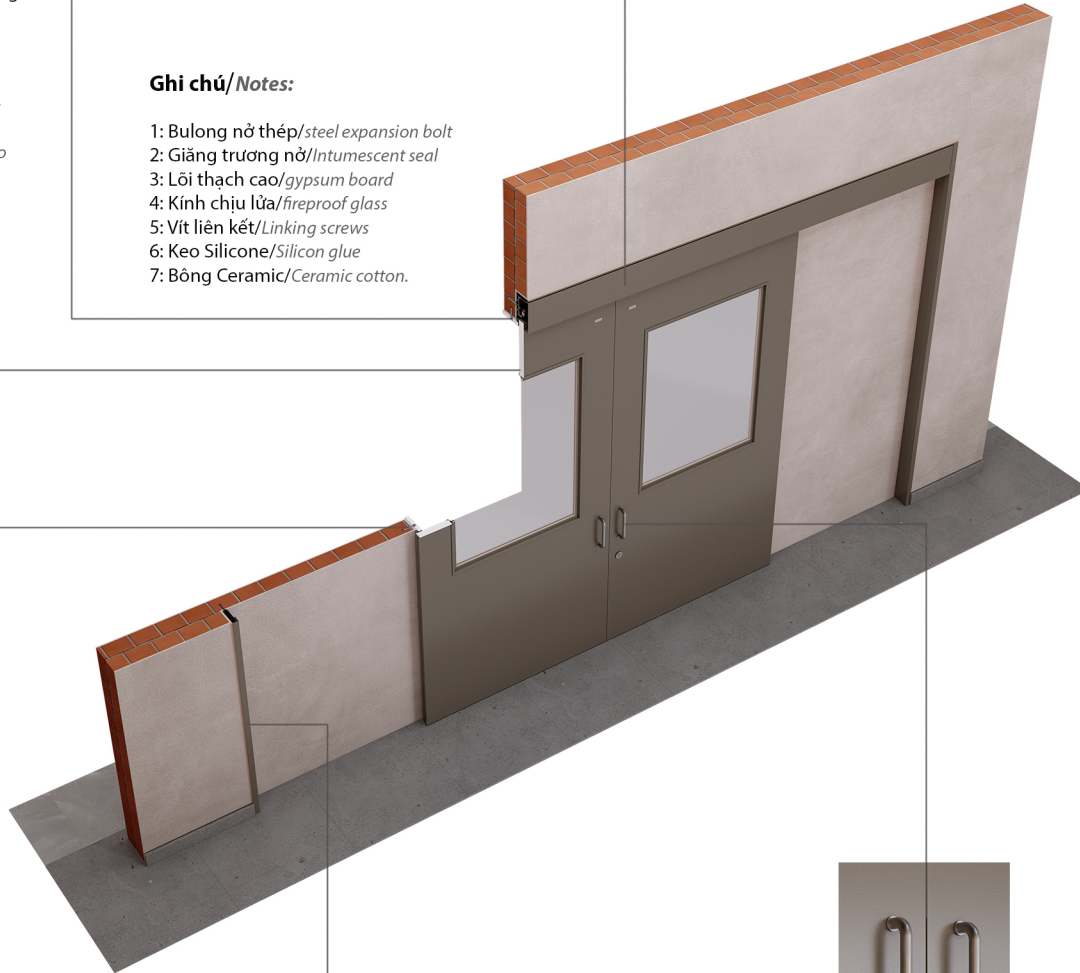 Ghi chú/Notes:
1: Bulong nở thép/steel expansion bolt
2: Giăng trương nở/Intumescent seal
3: Lõi thạch cao/gypsum board
4: Kính chịu lửa/fireproof glass
5: Vít liên kết/Linking screws
6: Keo Silicone/Silicon glue
7: Bông Ceramic/Ceramic cotton.